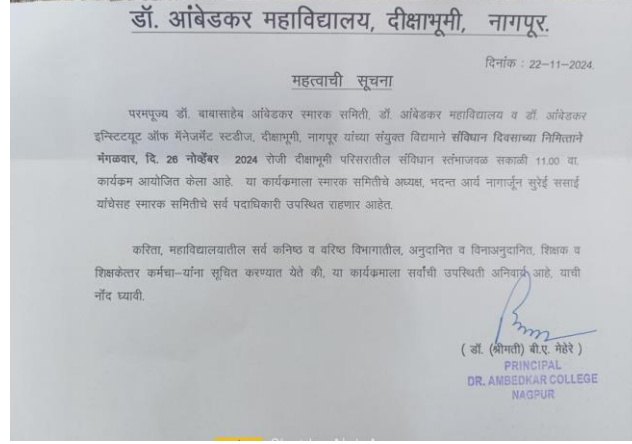 डॉ. आंबेडकर महाविद्यालय, दीक्षाभूमी, नागपूर.
दिनांक : 22-11-2024.
महत्वाची सूचना
परमपूज्य डॉ. बाबासाहेब आंबेडकर स्मारक समिती, डॉ. आंबेडकर महाविद्यालय व डॉ. आंबेडकर
इन्स्टिटयूट ऑफ मॅनेजमेंट स्टडीज, दीक्षाभूमी, नागपूर यांच्या संयुक्त विद्यमाने संविधान दिवसाच्या निमित्ताने
मंगळवार, दि. 26 नोव्हेंबर 2024 रोजी दीक्षाभूमी परिसरातील संविधान स्तंभाजवळ सकाळी 11.00 वा.
कार्यक्रम आयोजित केला आहे. या कार्यक्रमाला स्मारक समितीचे अध्यक्ष, भदन्त आर्य नागार्जुन सुरेई ससाई
यांचेसह स्मारक समितीचे सर्व पदाधिकारी उपस्थित राहणार आहेत.
करिता, महाविद्यालयातील सर्व कनिष्ठ व वरिष्ठ विभागातील, अनुदानित व विनाअनुदानित, शिक्षक व
शिक्षकेत्तर कर्मचा-यांना सूचित करण्यात येते की, या कार्यक्रमाला सर्वांची उपस्थिती अनिवार्य आहे, याची
नोंद घ्यावी.
( डॉ. (श्रीमती) बी.ए. मेहेरे )
PRINCIPAL
DR. AMBEDKAR COLLEGE
NAGPUR